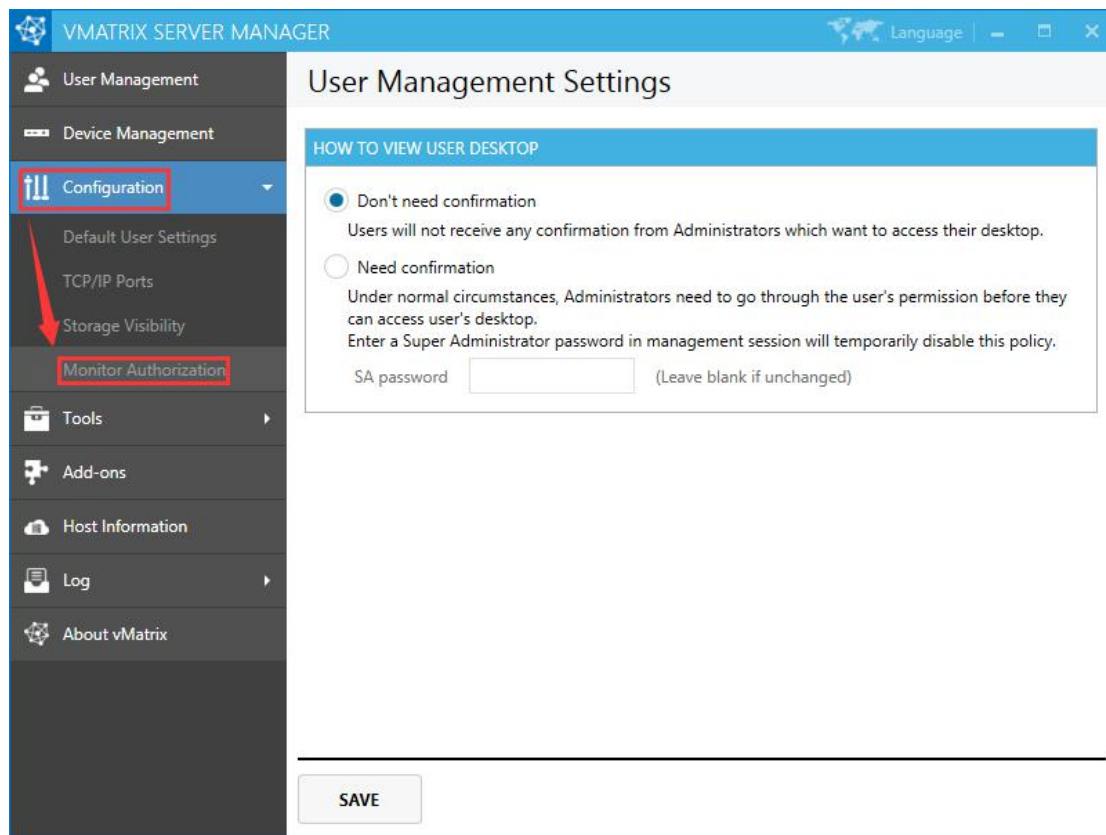 VMATRIX SERVER MANAGER
Language
User Management
Device Management
Configuration
Default User Settings
TCP/IP Ports
Storage Visibility
Monitor Authorization
Tools
Add-ons
Host Information
Log
About vMatrix
User Management Settings
HOW TO VIEW USER DESKTOP
Don't need confirmation
Users will not receive any confirmation from Administrators which want to access their desktop.
Need confirmation
Under normal circumstances, Administrators need to go through the user's permission before they
can access user's desktop.
Enter a Super Administrator password in management session will temporarily disable this policy.
SA password (Leave blank if unchanged)
SAVE